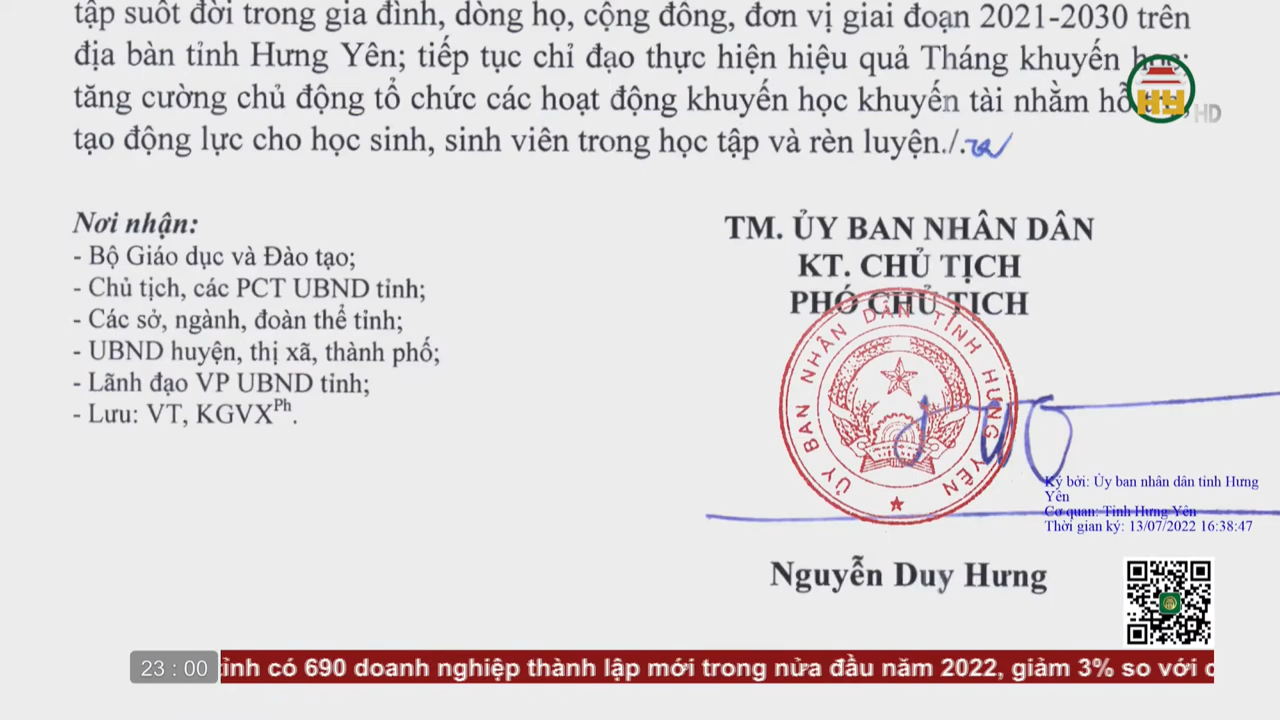 tập suốt đời trong gia đình, dòng họ, cộng đồng, đơn vị giai đoạn 2021-2030 trên
địa bàn tỉnh Hưng Yên; tiếp tục chỉ đạo thực hiện hiệu quả Tháng khuyến
tăng cường chủ động tổ chức các hoạt động khuyến học khuyến tài nhằm
tạo động lực cho học sinh, sinh viên trong học tập và rèn luyện./.
HY HD
Nơi nhận:
- Bộ Giáo dục và Đào tạo;
- Chủ tịch, các PCT UBND tỉnh;
- Các sở, ngành, đoàn thể tỉnh;
- UBND huyện, thị xã, thành phố;
- Lãnh đạo VP UBND tỉnh;
- Lưu: VT, KGVXPh.
TM. ỦY BAN NHÂN DÂN
KT. CHỦ TỊCH
PHÓ CHỦ TỊCH
ỦY BAN NHÂN DÂN TỈNH HƯNG YÊN
Ký bởi: Ủy ban nhân dân tỉnh Hưng
Yên
Cơ quan: Tỉnh Hưng Yên
Thời gian ký: 13/07/2022 16:38:47
Nguyễn Duy Hưng
23 : 00 tỉnh có 690 doanh nghiệp thành lập mới trong nửa đầu năm 2022, giảm 3% so với